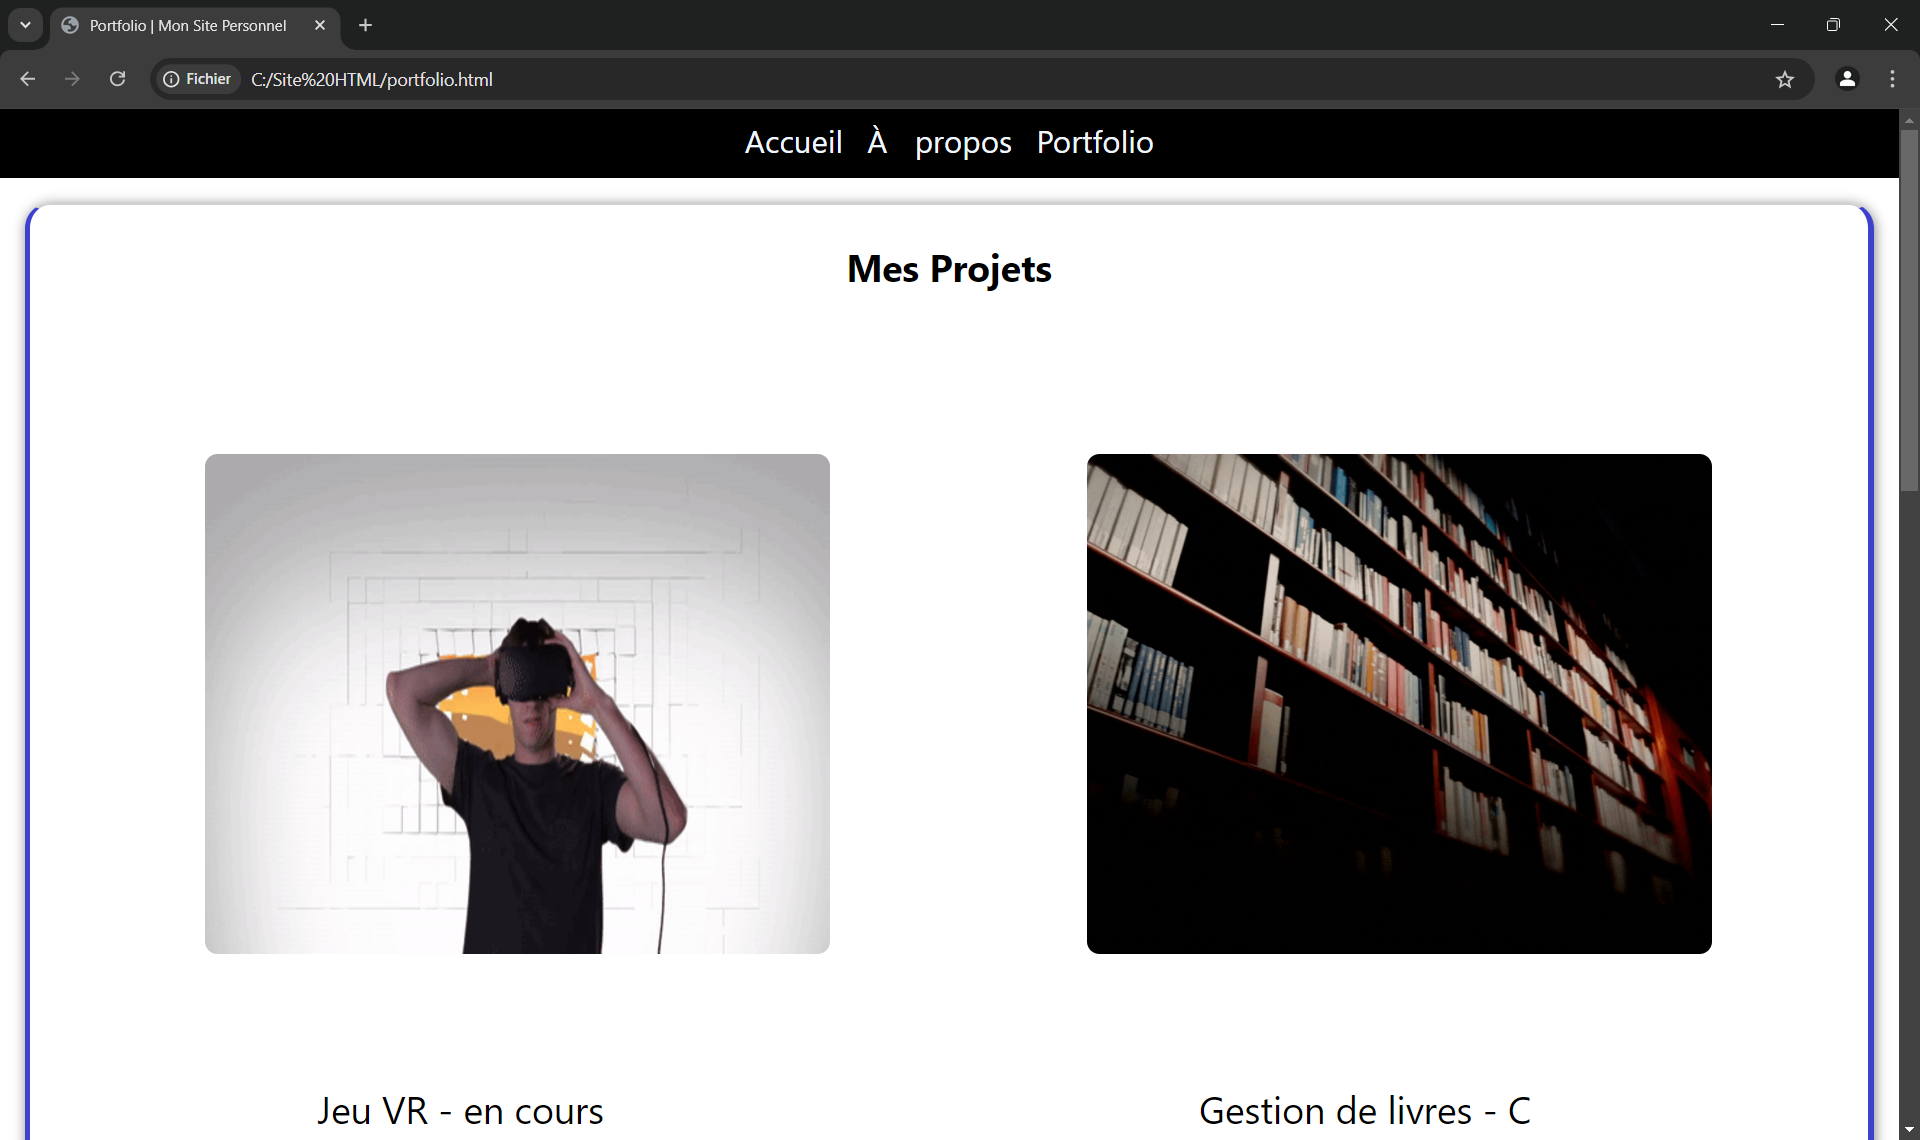 Portfolio | Mon Site Personnel
Fichier C:/Site%20HTML/portfolio.html
Accueil À propos Portfolio
Mes Projets
Jeu VR - en cours
Gestion de livres - C